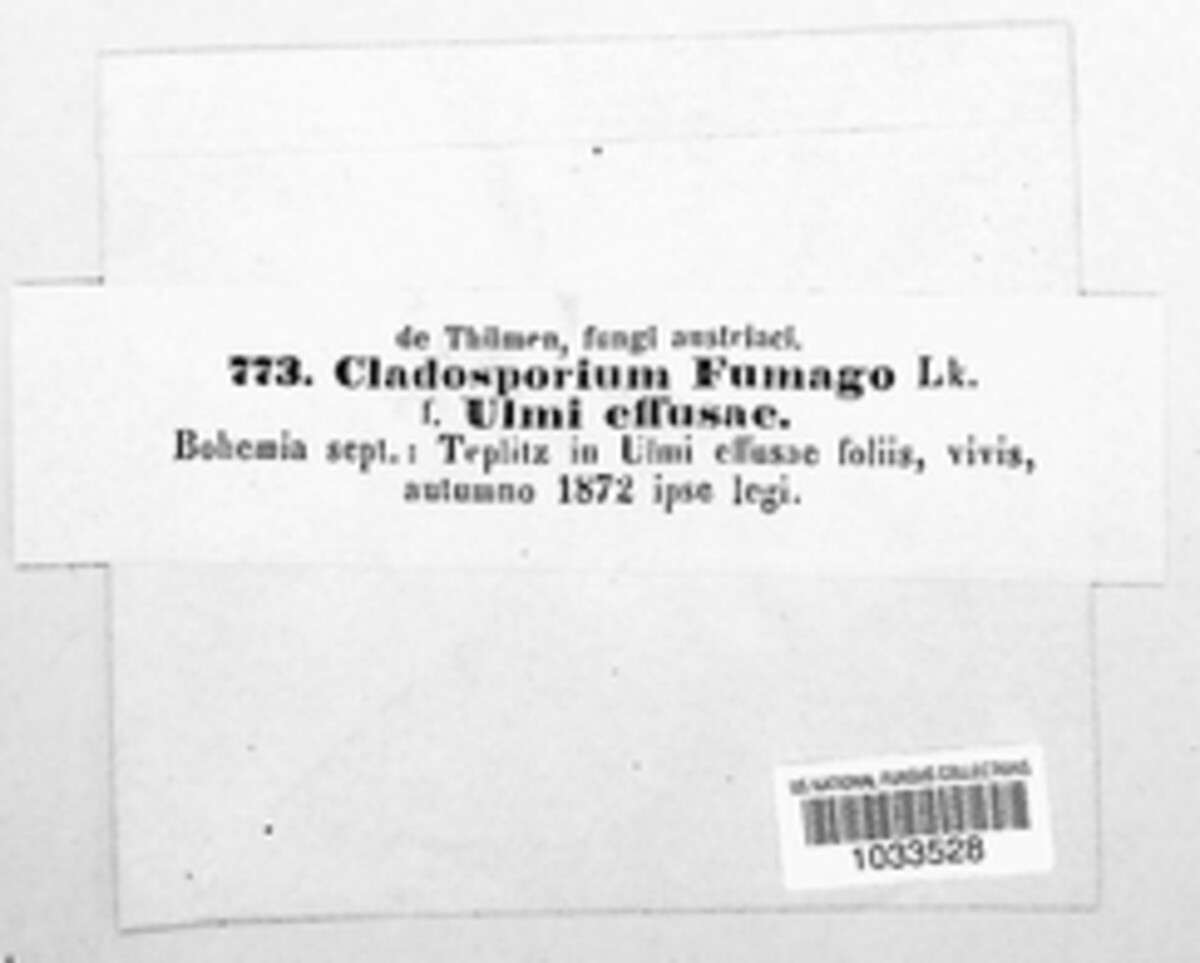 de Thümen, fungi austriaci.
773. Cladosporium Fumago Lk.
f. Ulmi effusae.
Bohemia sept.: Teplitz in Ulmi effusae foliis, vivis,
autumno 1872 ipse legi.
US NATIONAL FUNGUS COLLECTIONS
1033528